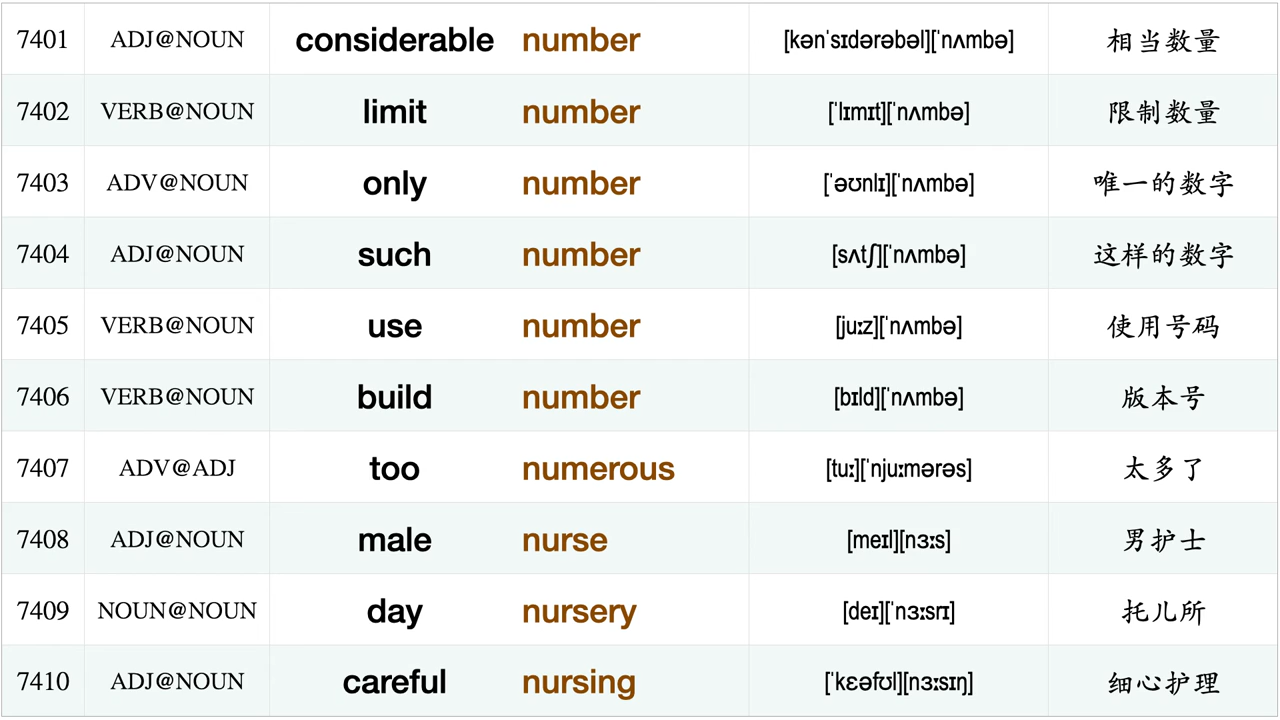 7401 ADJ@NOUN considerable number [kənˈsɪdərəbəl][ˈnʌmbə] 相当数量
7402 VERB@NOUN limit number [ˈlɪmɪt][ˈnʌmbə] 限制数量
7403 ADV@NOUN only number [ˈəʊnlɪ][ˈnʌmbə] 唯一的数字
7404 ADJ@NOUN such number [sʌtʃ][ˈnʌmbə] 这样的数字
7405 VERB@NOUN use number [juːz][ˈnʌmbə] 使用号码
7406 VERB@NOUN build number [bɪld][ˈnʌmbə] 版本号
7407 ADV@ADJ too numerous [tuː][ˈnjuːmərəs] 太多了
7408 ADJ@NOUN male nurse [meɪl][nɜːs] 男护士
7409 NOUN@NOUN day nursery [deɪ][ˈnɜːsrɪ] 托儿所
7410 ADJ@NOUN careful nursing [ˈkɛəfʊl][nɜːsɪŋ] 细心护理